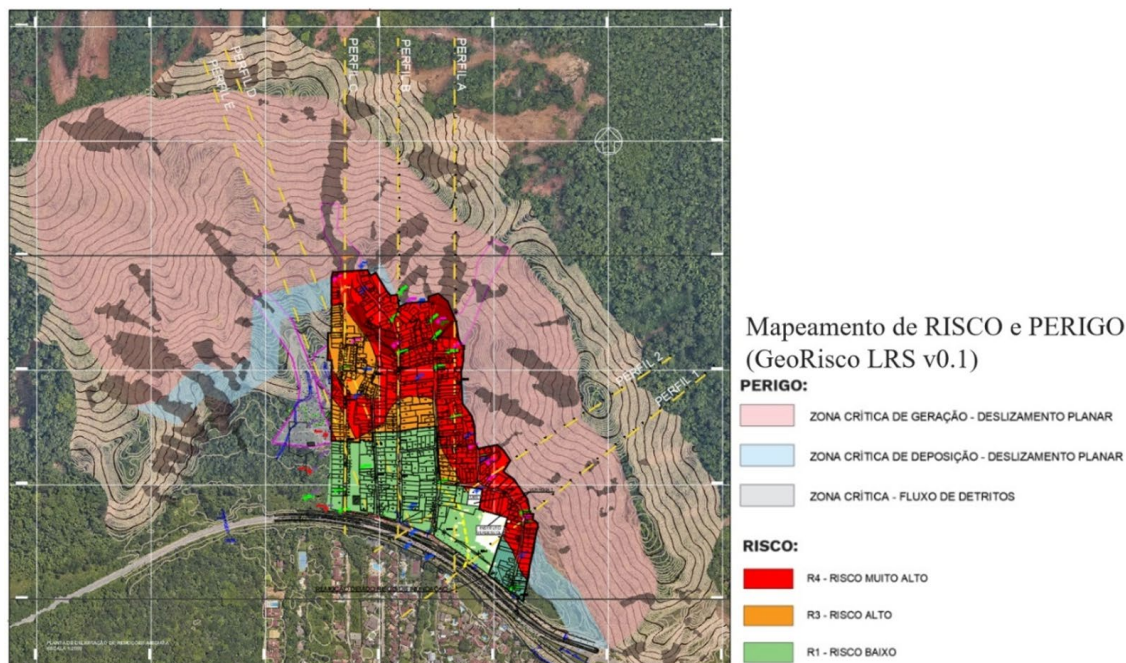 PERFIL E
PERFIL D
PERFIL C
PERFIL B
PERFIL A
PERFIL 2
PERFIL 1
Mapeamento de RISCO e PERIGO
(GeoRisco LRS v0.1)
PERIGO:
ZONA CRÍTICA DE GERAÇÃO - DESLIZAMENTO PLANAR
ZONA CRÍTICA DE DEPOSIÇÃO - DESLIZAMENTO PLANAR
ZONA CRÍTICA - FLUXO DE DETRITOS
RISCO:
R4 - RISCO MUITO ALTO
R3 - RISCO ALTO
R1 - RISCO BAIXO